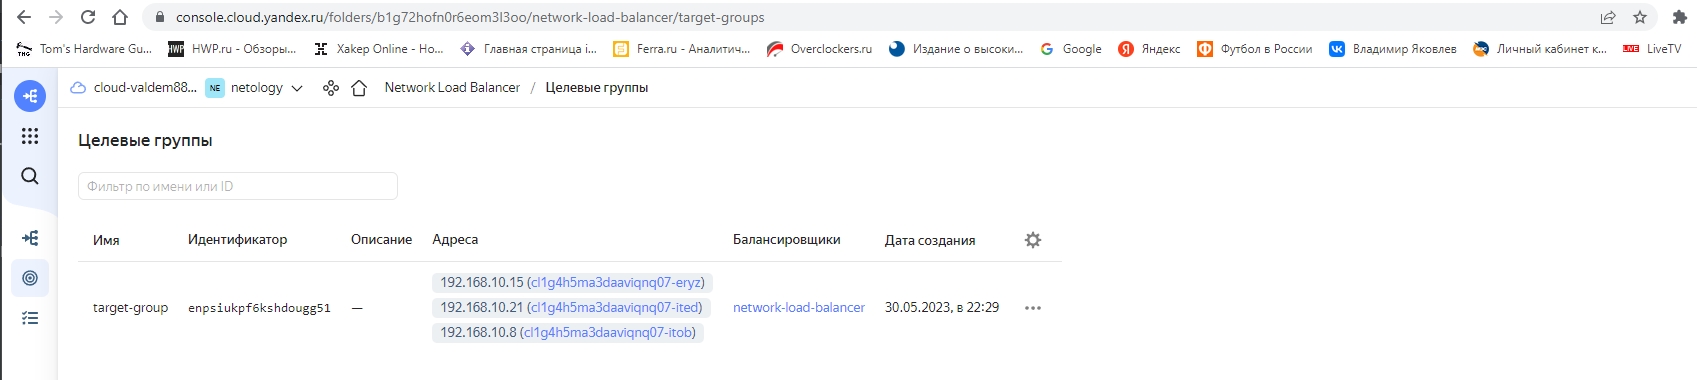 console.cloud.yandex.ru/folders/b1g72hofn0r6eom3l3oo/network-load-balancer/target-groups
Tom's Hardware Gu... HWP.ru - Обзоры... Xakep Online - Но... Главная страница i... Ferra.ru - Аналитич... Overclockers.ru Издание о высоки... Google Яндекс Футбол в России Владимир Яковлев Личный кабинет к... LIVE LiveTV
cloud-valdem88... NE netology Network Load Balancer / Целевые группы
Целевые группы
Фильтр по имени или ID
Имя Идентификатор Описание Адреса Балансировщики Дата создания
192.168.10.15 (cl1g4h5ma3daaviqnq07-eryz)
target-group enpsiukpf6kshdougg51 — 192.168.10.21 (cl1g4h5ma3daaviqnq07-ited) network-load-balancer 30.05.2023, в 22:29
192.168.10.8 (cl1g4h5ma3daaviqnq07-itob)